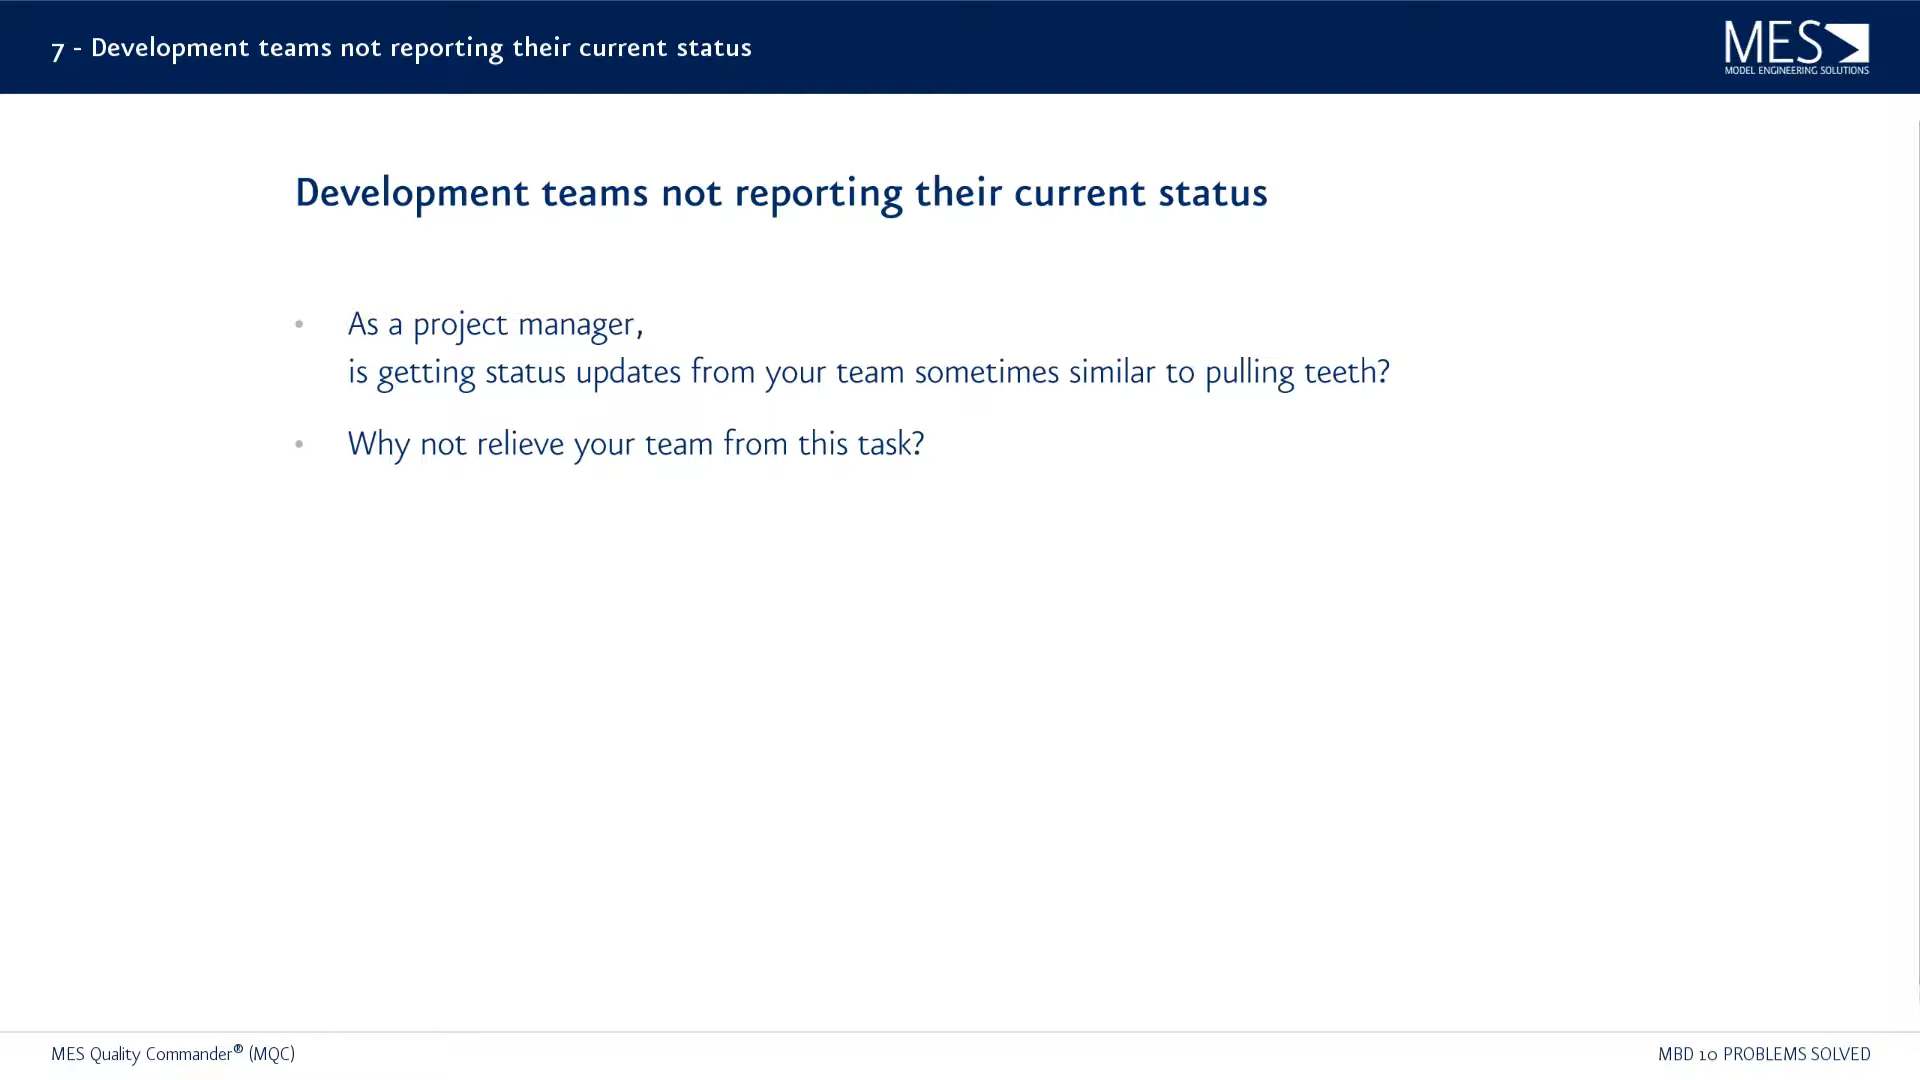 7 - Development teams not reporting their current status
MES
MODEL ENGINEERING SOLUTIONS
Development teams not reporting their current status
• As a project manager,
is getting status updates from your team sometimes similar to pulling teeth?
• Why not relieve your team from this task?
MES Quality Commander® (MQC)
MBD 10 PROBLEMS SOLVED